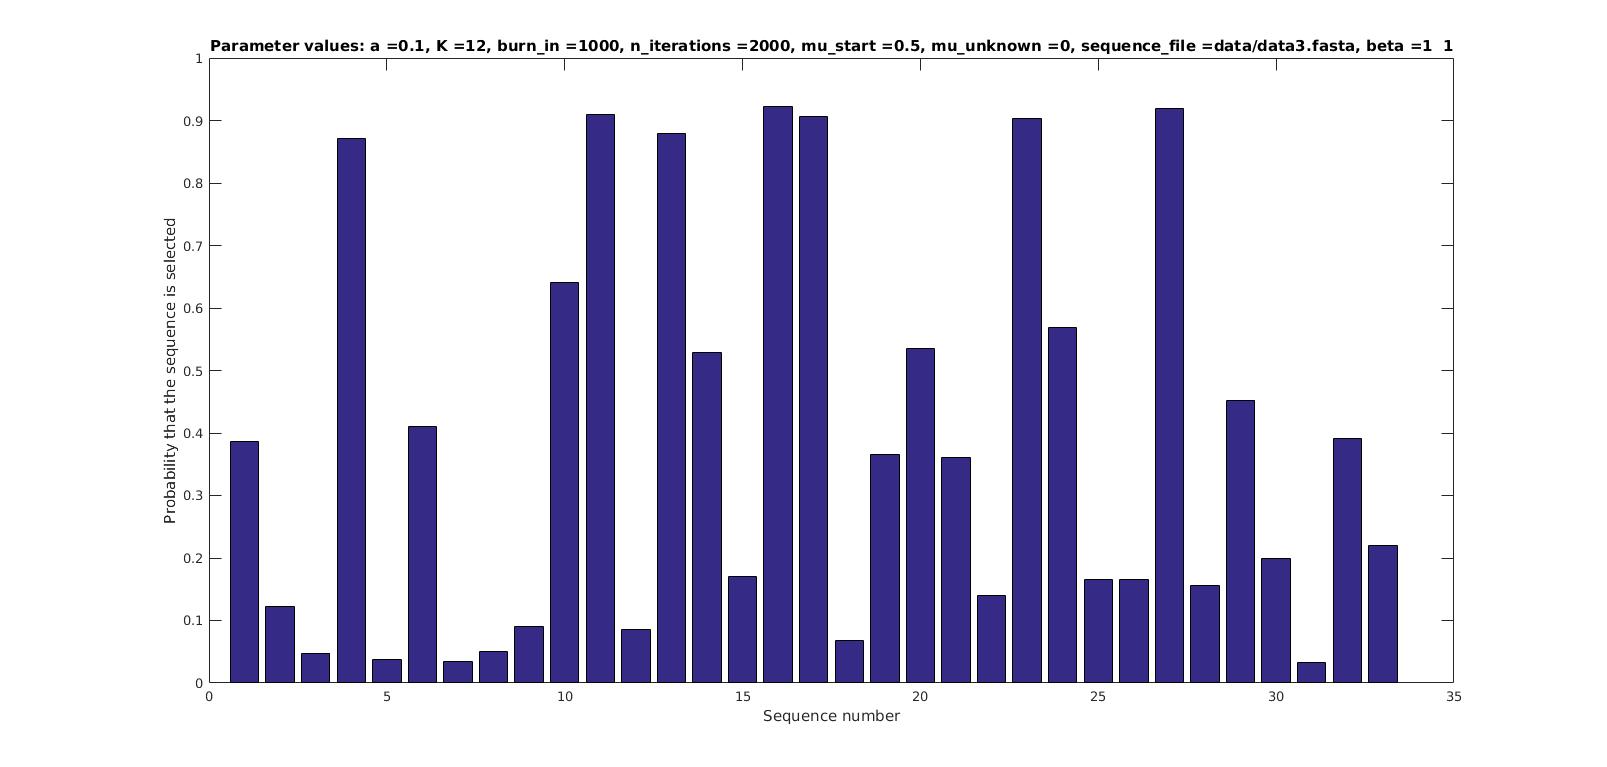 Parameter values: a =0.1, K =12, burn_in =1000, n_iterations =2000, mu_start =0.5, mu_unknown =0, sequence_file =data/data3.fasta, beta =1  1
1
0.9
0.8
0.7
0.6
0.5
0.4
0.3
0.2
0.1
0
Probability that the sequence is selected
0 5 10 15 20 25 30 35
Sequence number